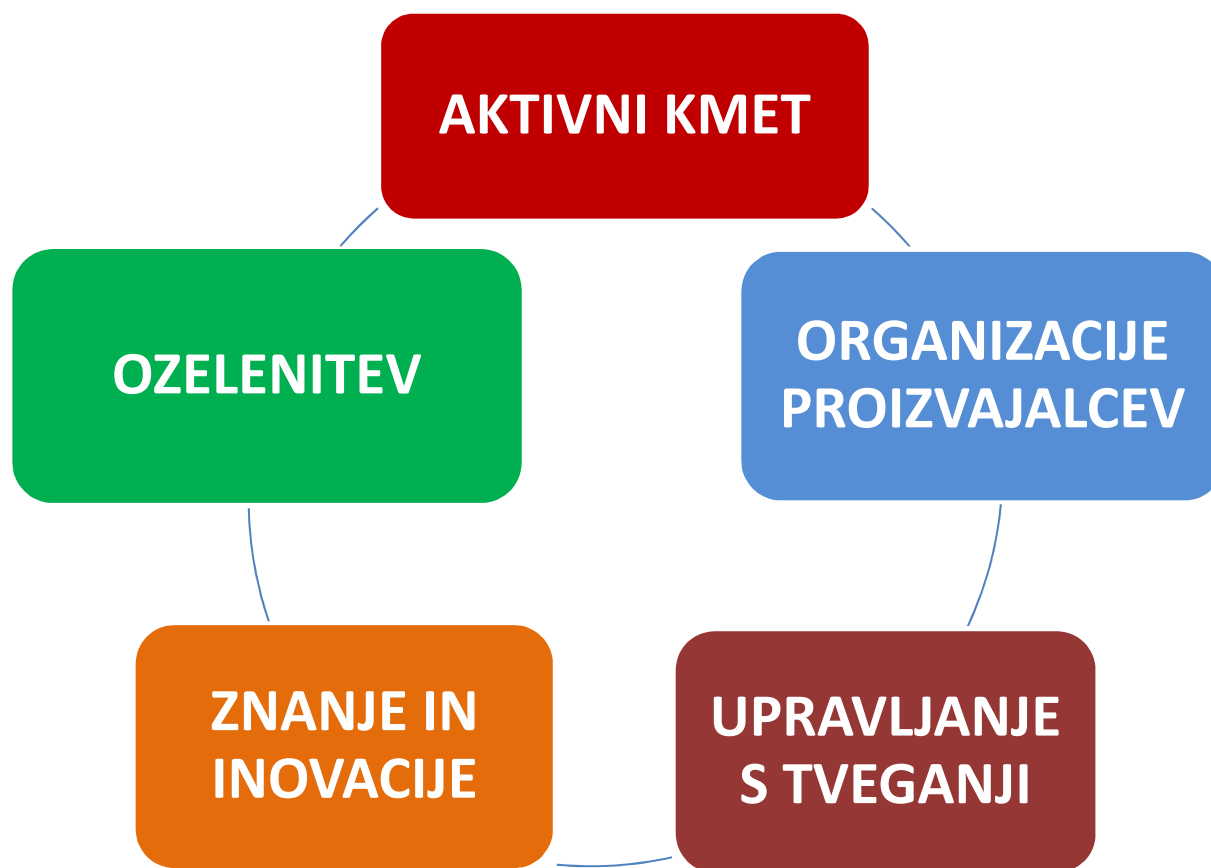 AKTIVNI KMET
OZELENITEV
ORGANIZACIJE
PROIZVAJALCEV
ZNANJE IN
INOVACIJE
UPRAVLJANJE
S TVEGANJI